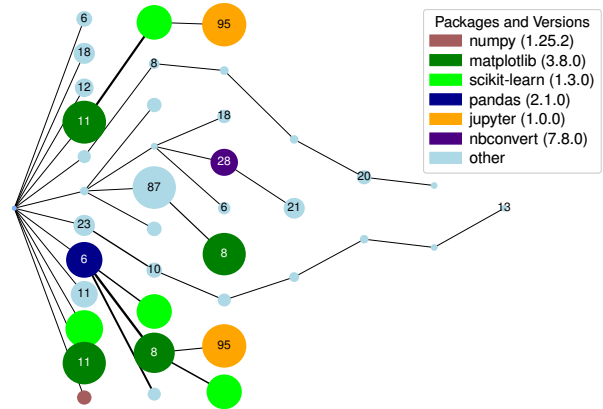 6
95
18
8
12
11
18
28
87
20
6
21
13
23
8
6
10
11
95
8
11
Packages and Versions
numpy (1.25.2)
matplotlib (3.8.0)
scikit-learn (1.3.0)
pandas (2.1.0)
jupyter (1.0.0)
nbconvert (7.8.0)
other